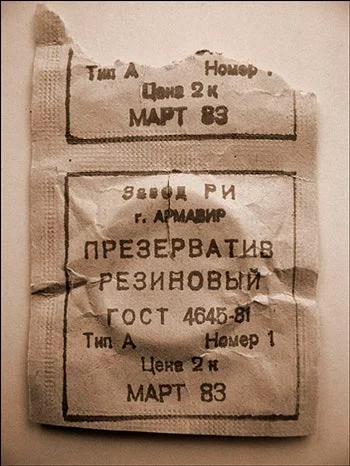 Тип А Номер
Цена 2 к
МАРТ 83
Завод РИ
г. АРМАВИР
ПРЕЗЕРВАТИВ
РЕЗИНОВЫЙ
ГОСТ 4645-81
Тип А Номер 1
Цена 2 к
МАРТ 83